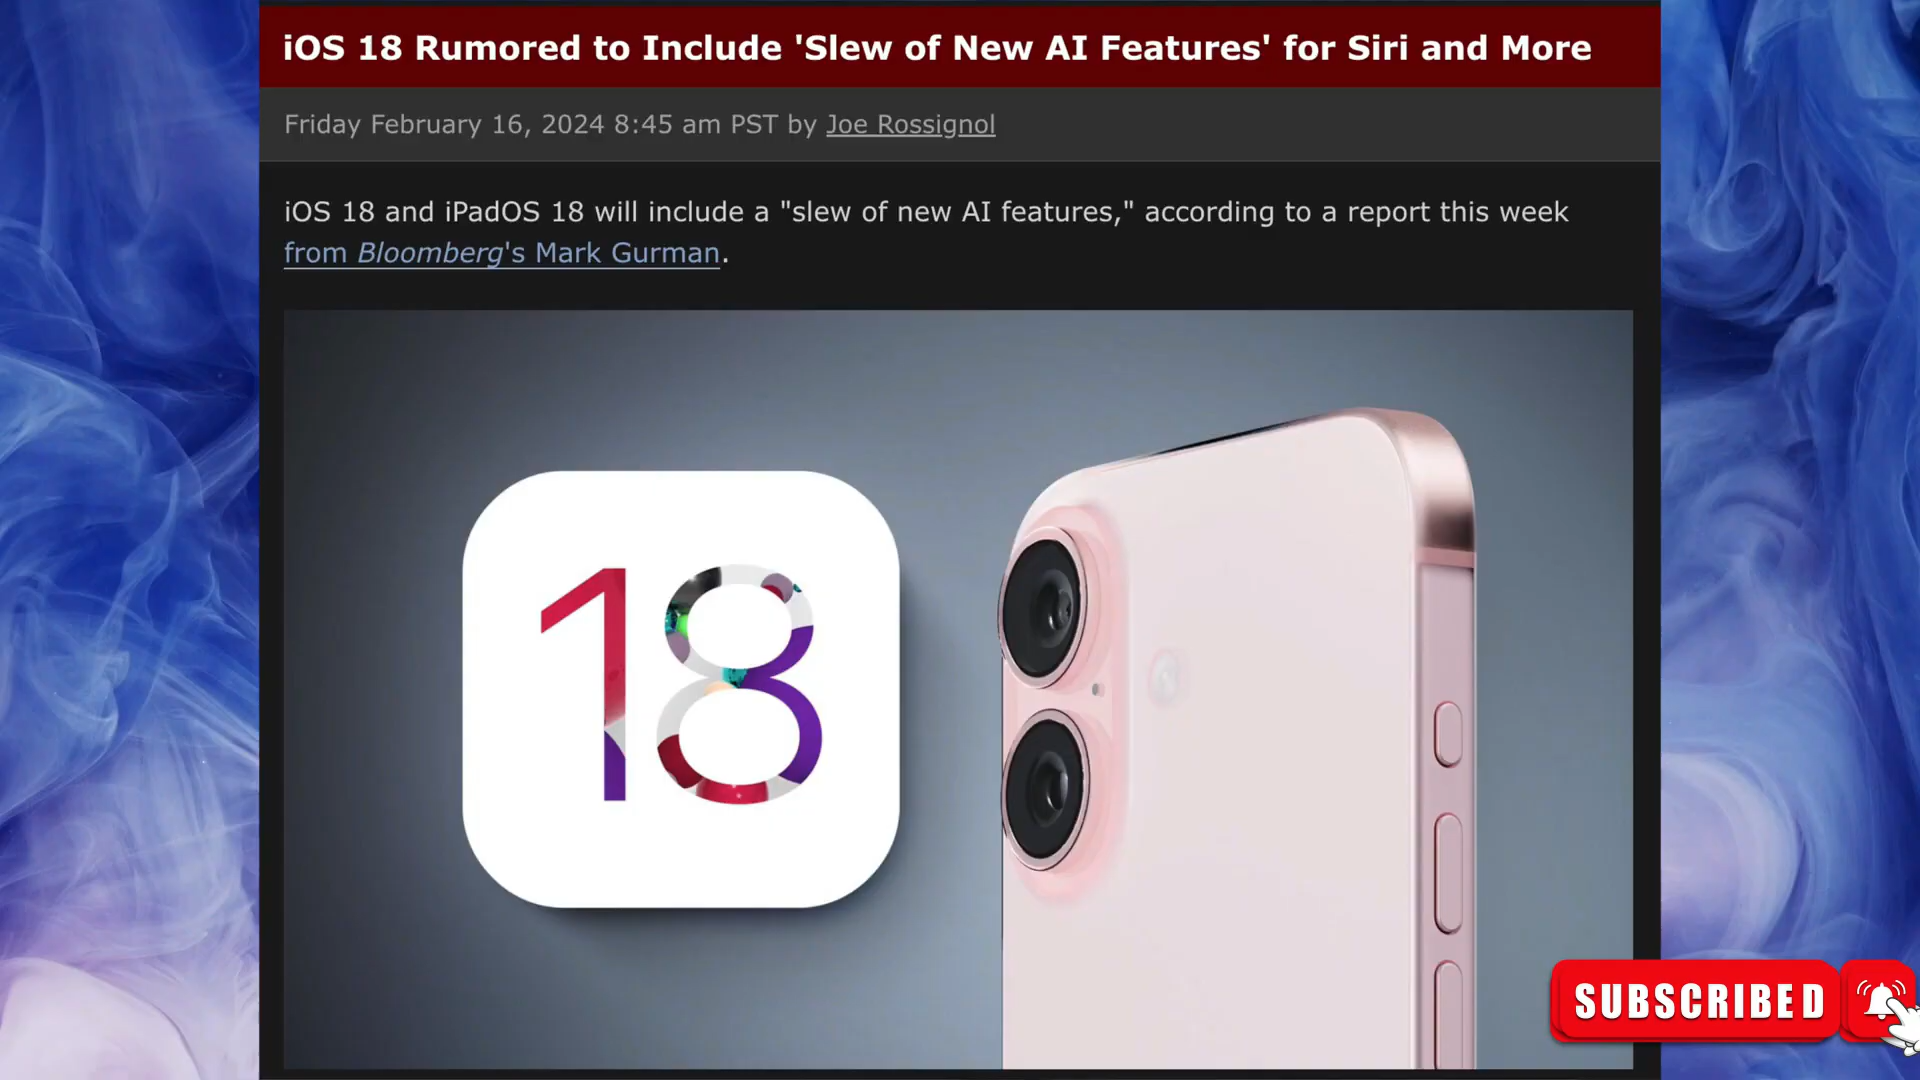 iOS 18 Rumored to Include 'Slew of New AI Features' for Siri and More
Friday February 16, 2024 8:45 am PST by Joe Rossignol
iOS 18 and iPadOS 18 will include a "slew of new AI features," according to a report this week
from Bloomberg's Mark Gurman.
18
SUBSCRIBED